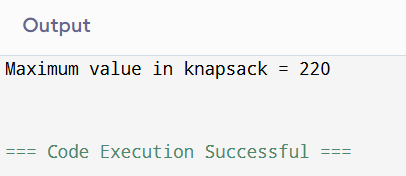 Output
Maximum value in knapsack = 220
=== Code Execution Successful ===